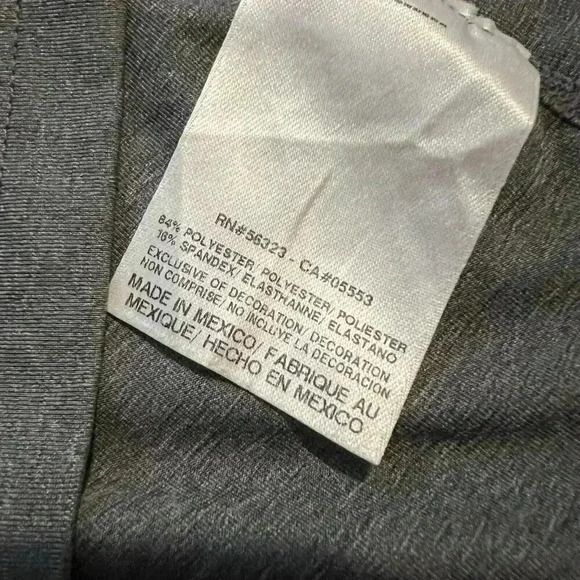 RN#56323 - CA#05553
84% POLYESTER, POLYESTER/ POLIESTER
16% SPANDEX/ ELASTHANNE/ ELASTANO
EXCLUSIVE OF DECORATION/ DECORATION
NON COMPRISE/ NO INCLUYE LA DECORACIÓN
MADE IN MEXICO/ FABRIQUE AU
MEXIQUE/ HECHO EN MEXICO